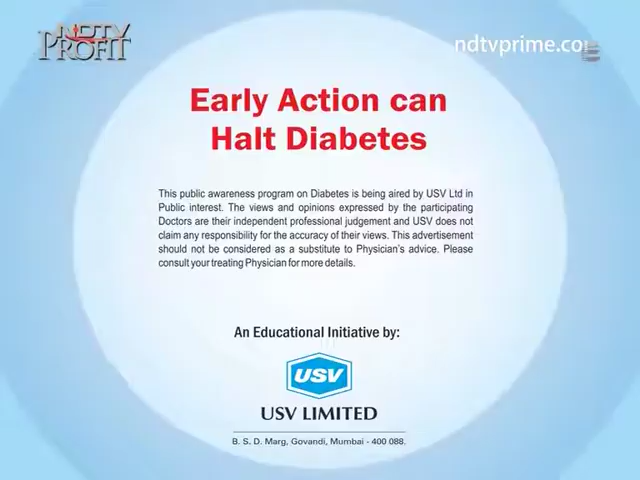 NDTV
PROFIT
ndtvprime.co
Early Action can
Halt Diabetes
This public awareness program on Diabetes is being aired by USV Ltd in
Public interest. The views and opinions expressed by the participating
Doctors are their independent professional judgement and USV does not
claim any responsibility for the accuracy of their views. This advertisement
should not be considered as a substitute to Physician's advice. Please
consult your treating Physician for more details.
An Educational Initiative by:
USV
USV LIMITED
B. S. D. Marg, Govandi, Mumbai - 400 088.